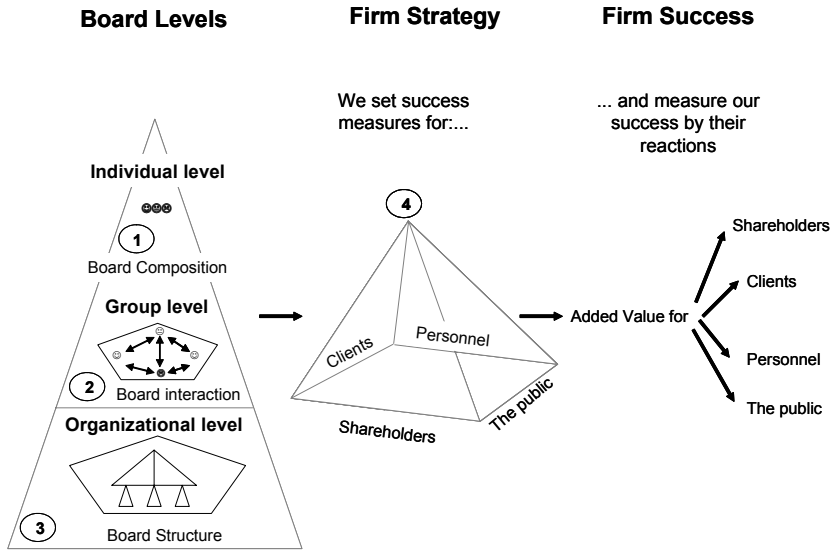 Board Levels
Firm Strategy
Firm Success
We set success
measures for:...
... and measure our
success by their
reactions
Individual level
1
Board Composition
Group level
2
Board interaction
Organizational level
3
Board Structure
4
Clients
Personnel
Shareholders
The public
Added Value for
Shareholders
Clients
Personnel
The public